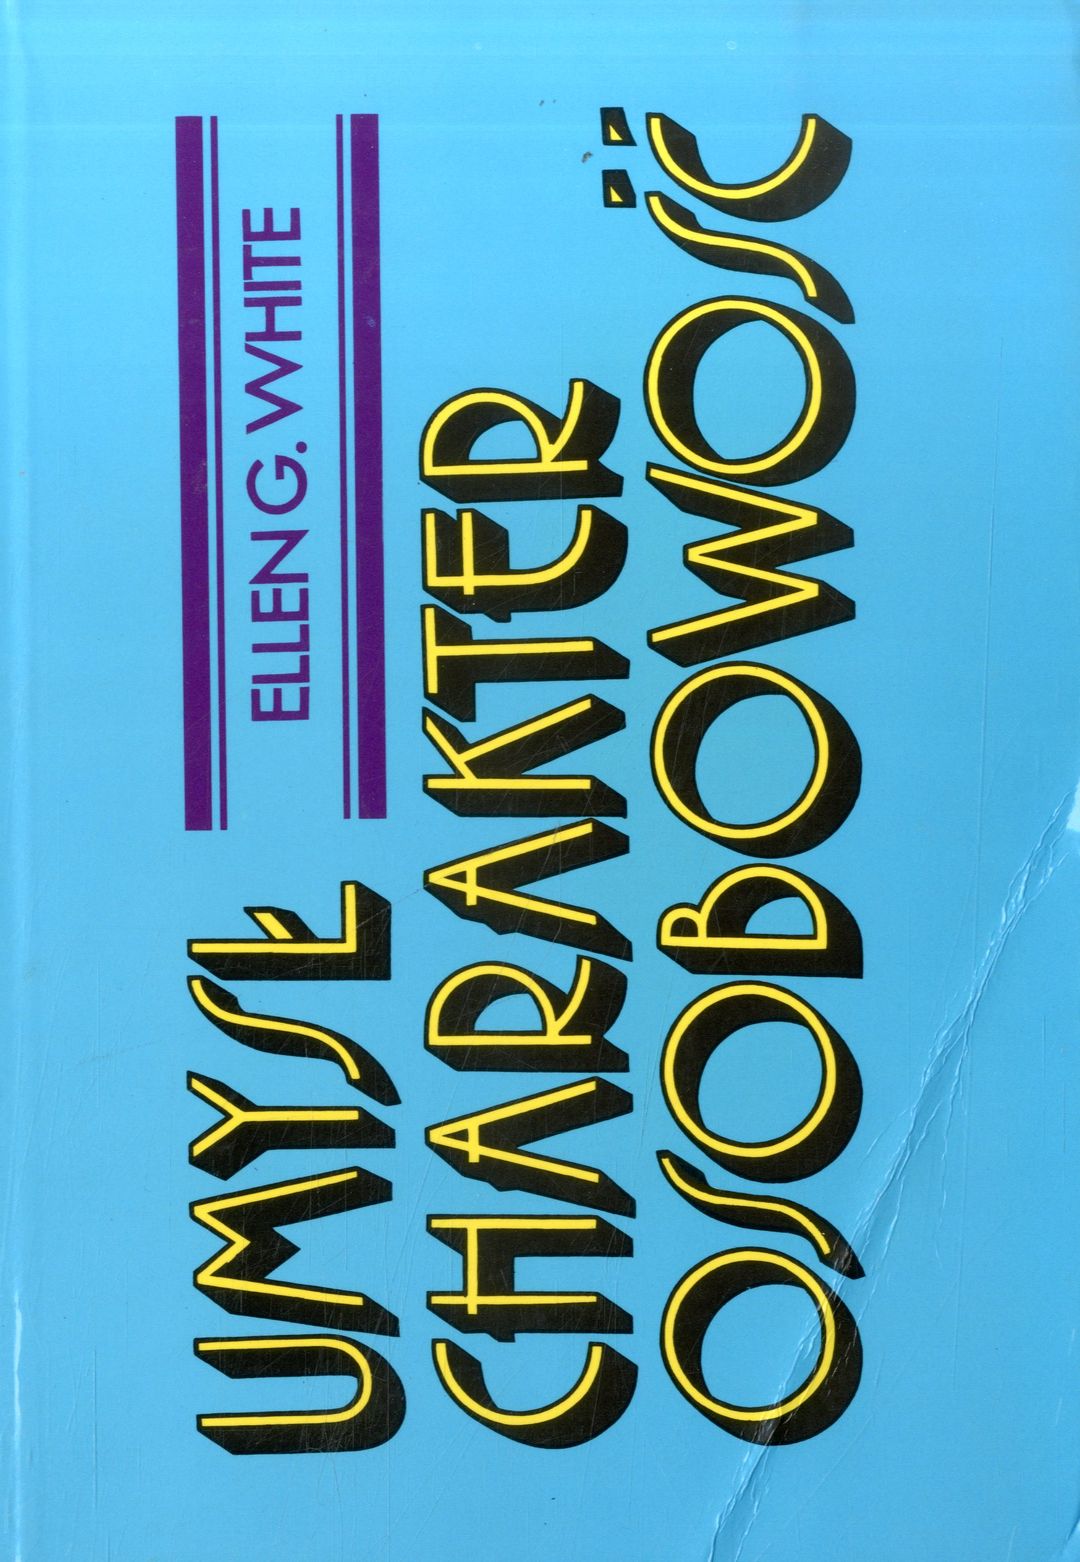 ELLEN G. WHITE
UMYSŁ
CHARAKTER
OSOBOWOŚĆ